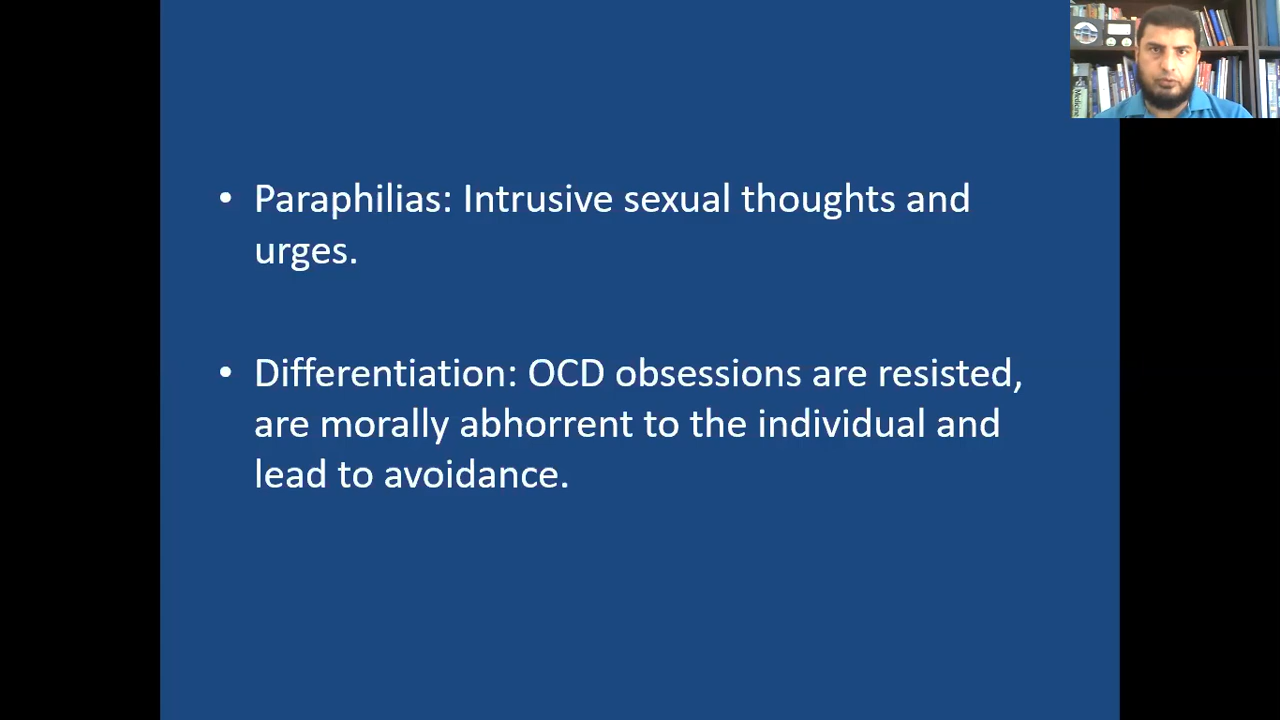 • Paraphilias: Intrusive sexual thoughts and
urges.
• Differentiation: OCD obsessions are resisted,
are morally abhorrent to the individual and
lead to avoidance.
Medicine